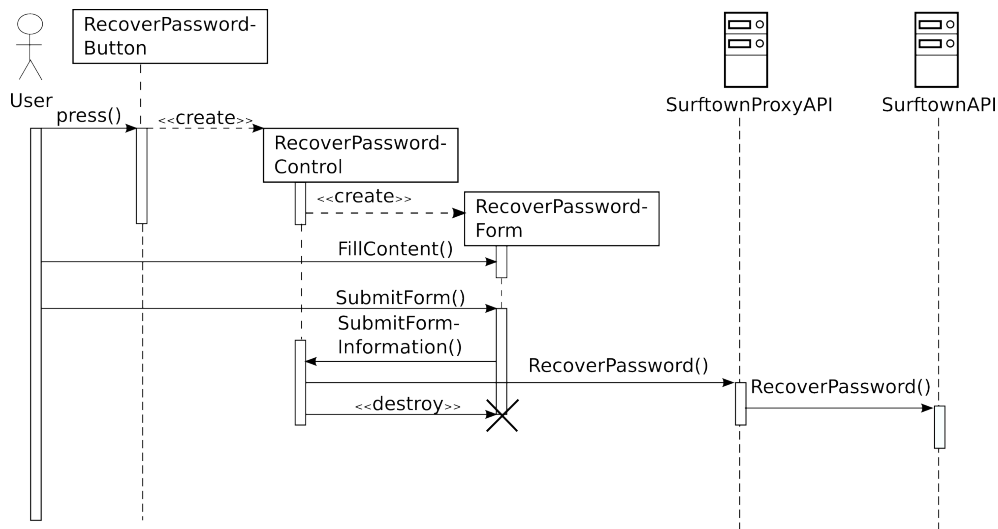 RecoverPassword-
Button
User
SurftownProxyAPI
SurftownAPI
press()
<<create>>
RecoverPassword-
Control
<<create>>
RecoverPassword-
Form
FillContent()
SubmitForm()
SubmitForm-
Information()
RecoverPassword()
RecoverPassword()
<<destroy>>